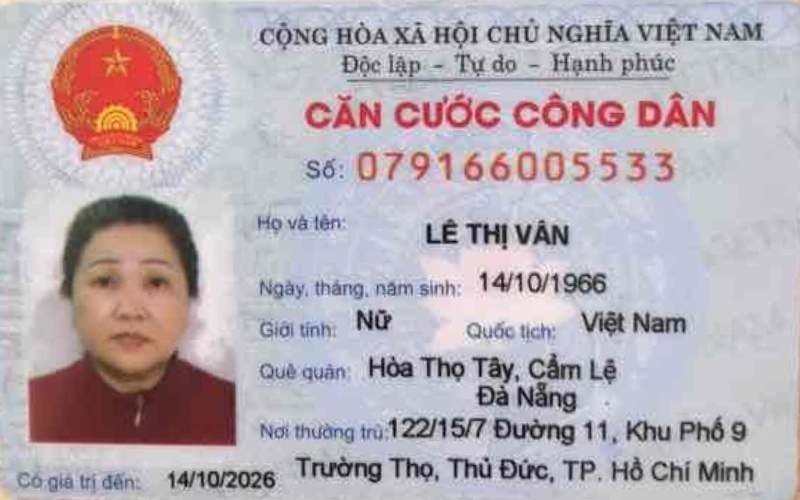 CỘNG HÒA XÃ HỘI CHỦ NGHĨA VIỆT NAM
Độc lập - Tự do - Hạnh phúc
CĂN CƯỚC CÔNG DÂN
Số: 079166005533
Họ và tên: LÊ THỊ VÂN
Ngày, tháng, năm sinh: 14/10/1966
Giới tính: Nữ Quốc tịch: Việt Nam
Quê quán: Hòa Thọ Tây, Cẩm Lệ
Đà Nẵng
Nơi thường trú: 122/15/7 Đường 11, Khu Phố 9
Trường Thọ, Thủ Đức, TP. Hồ Chí Minh
Có giá trị đến: 14/10/2026